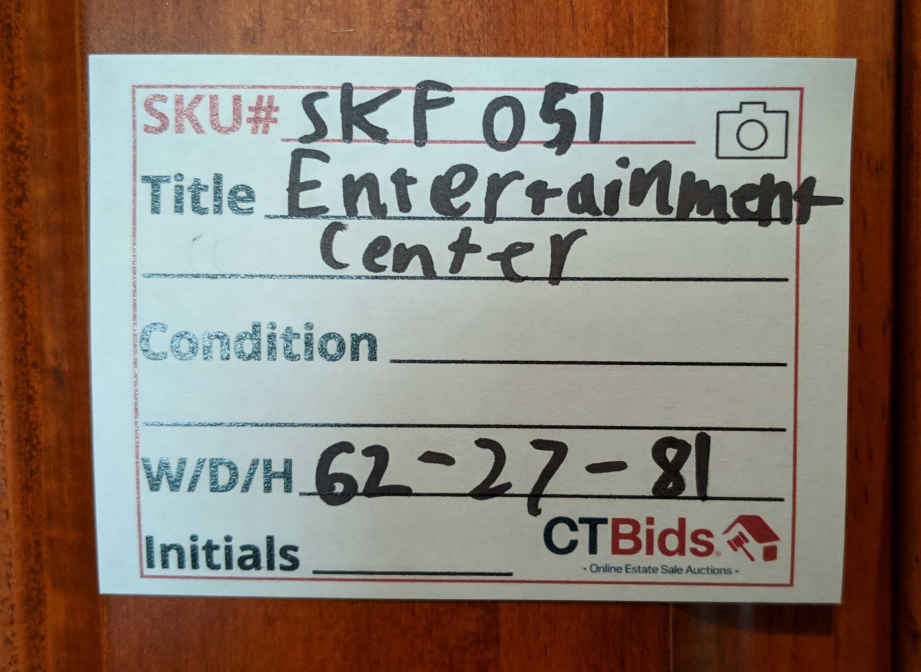 SKU# SKF 051
Title Entertainment
Center
Condition
W/D/H 62-27-81
Initials
CTBids
- Online Estate Sale Auctions -